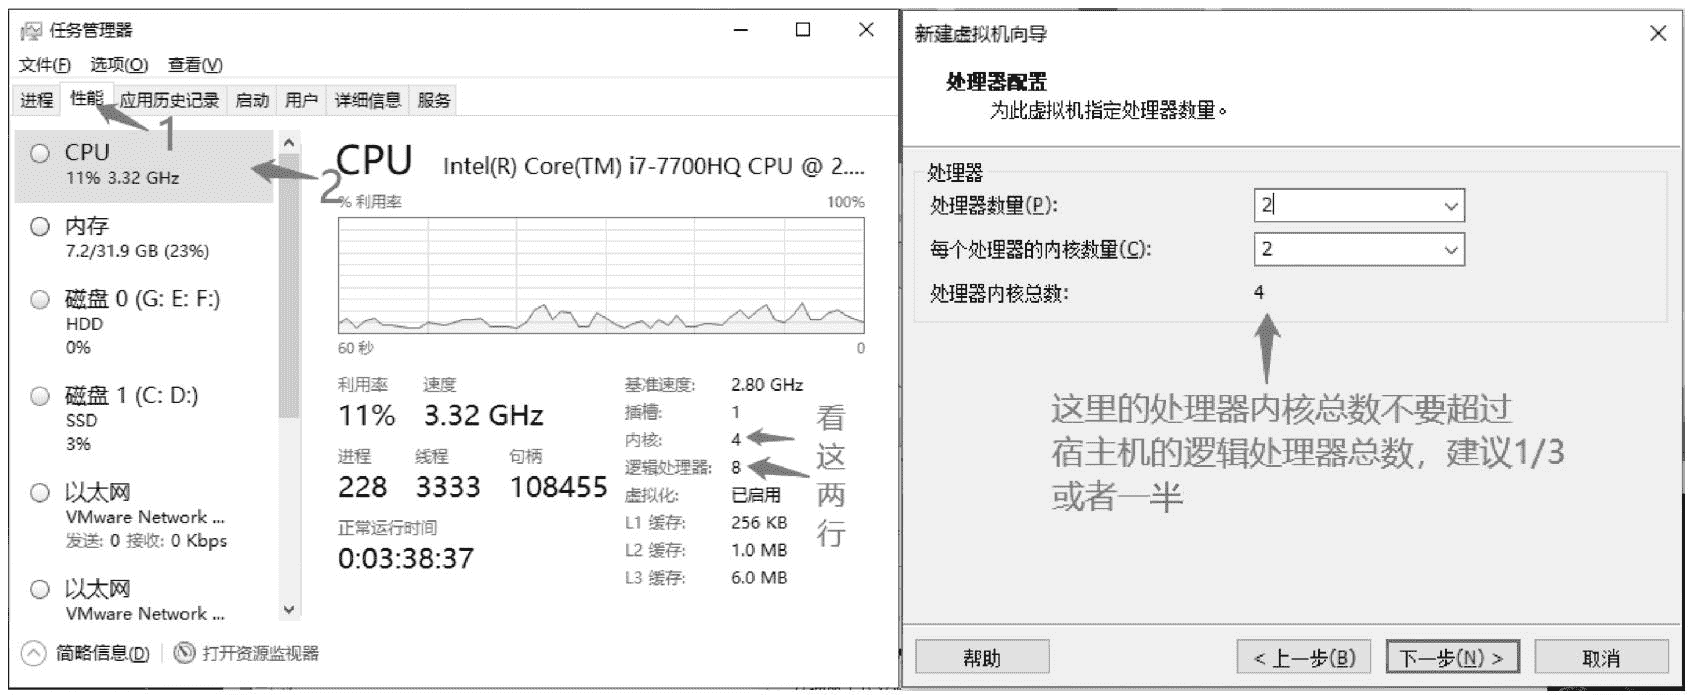 任务管理器
文件(F) 选项(O) 查看(V)
进程 性能 应用历史记录 启动 用户 详细信息 服务
1
CPU
11% 3.32 GHz
2
内存
7.2/31.9 GB (23%)
磁盘 0 (G: E: F:)
HDD
0%
磁盘 1 (C: D:)
SSD
3%
以太网
VMware Network ...
发送: 0 接收: 0 Kbps
以太网
VMware Network ...
简略信息(D) 打开资源监视器
CPU Intel(R) Core(TM) i7-7700HQ CPU @ 2....
% 利用率 100%
60 秒 0
利用率 速度
11% 3.32 GHz
进程 线程 句柄
228 3333 108455
正常运行时间
0:03:38:37
基准速度: 2.80 GHz
插槽: 1
内核: 4
逻辑处理器: 8
虚拟化: 已启用
L1 缓存: 256 KB
L2 缓存: 1.0 MB
L3 缓存: 6.0 MB
看这两行
新建虚拟机向导
处理器配置
为此虚拟机指定处理器数量。
处理器
处理器数量(P): 2
每个处理器的内核数量(C): 2
处理器内核总数: 4
这里的处理器内核总数不要超过
宿主机的逻辑处理器总数，建议1/3
或者一半
帮助 < 上一步(B) 下一步(N) > 取消